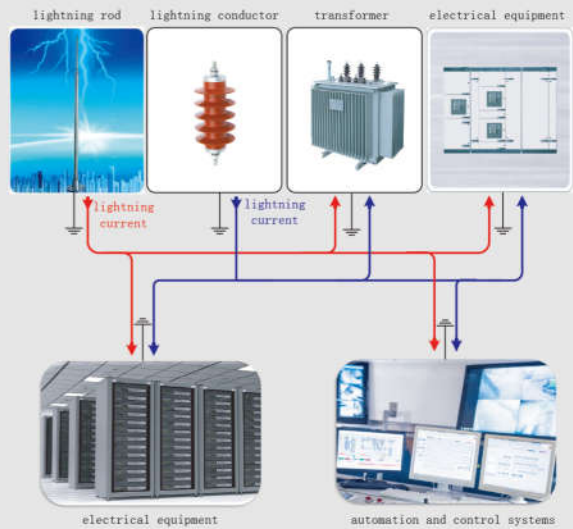 lightning rod
lightning conductor
transformer
electrical equipment
lightning
current
lightning
current
electrical equipment
automation and control systems